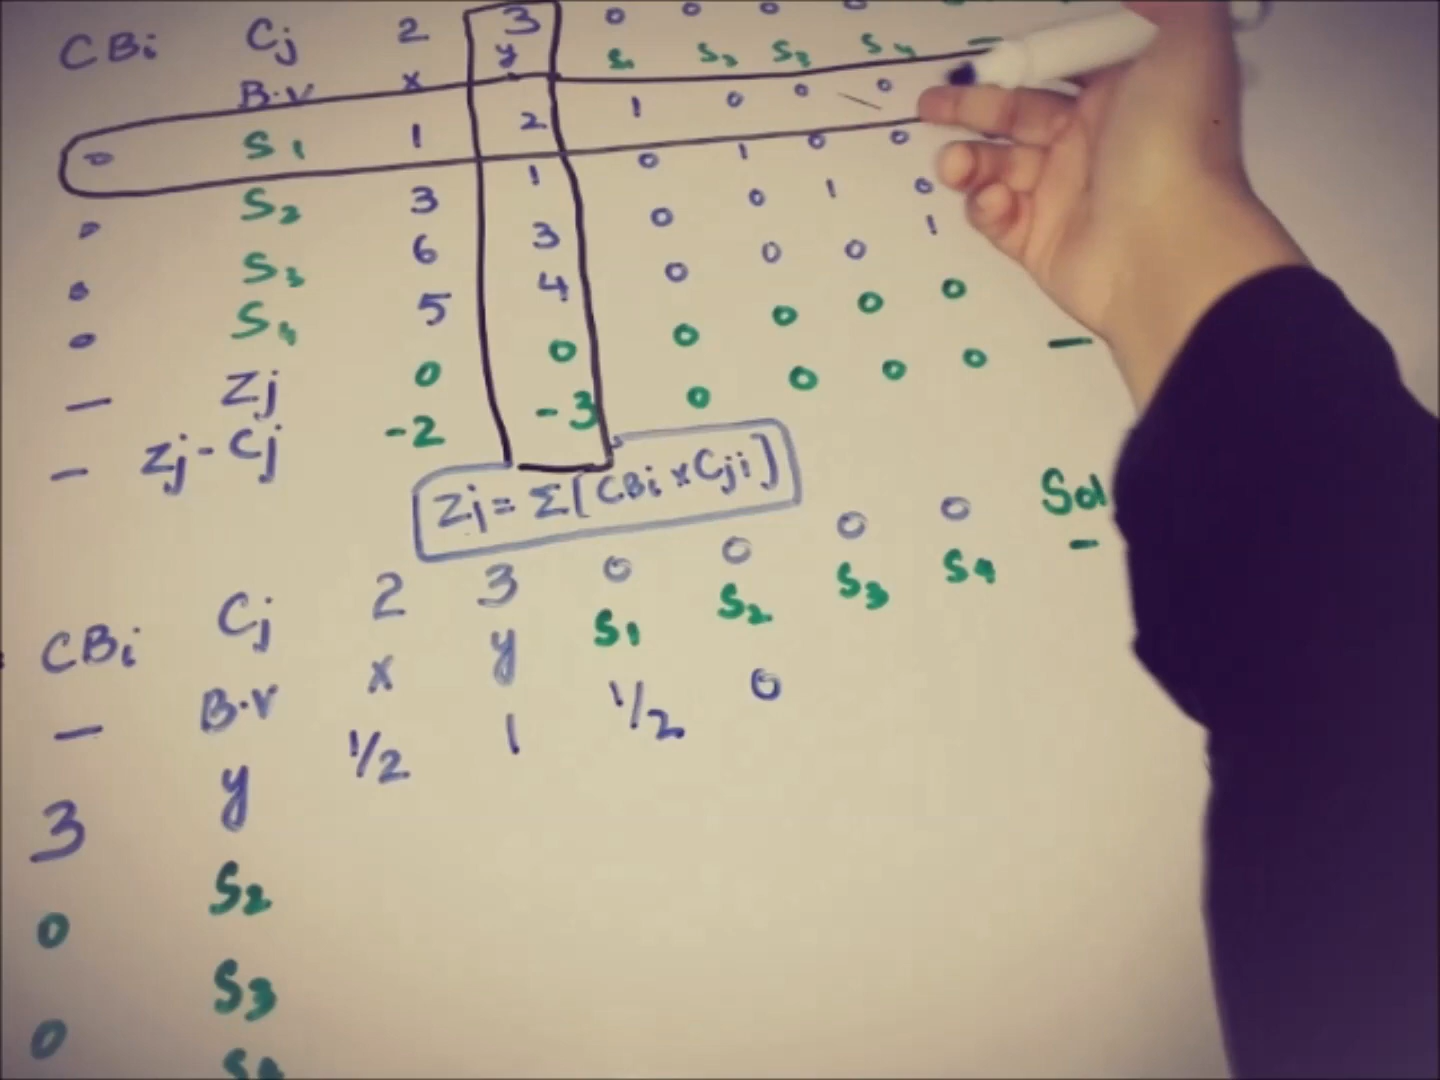 CBi Cj 2 3 0 0 0 0
B.V x y S1 S2 S3 S4 -
0 S1 1 2 1 0 0 0
0 S2 3 1 0 1 0 0
0 S3 6 3 0 0 1 0
0 S4 5 4 0 0 0 1
- Zj 0 0 0 0 0 0 -
- Zj-Cj -2 -3 0 0 0 0
Zj=Σ[CBi×Cji]
CBi Cj 2 3 0 0 0 0 Sol
- B.V x y S1 S2 S3 S4 -
3 y 1/2 1 1/2 0
0 S2
0 S3
S4